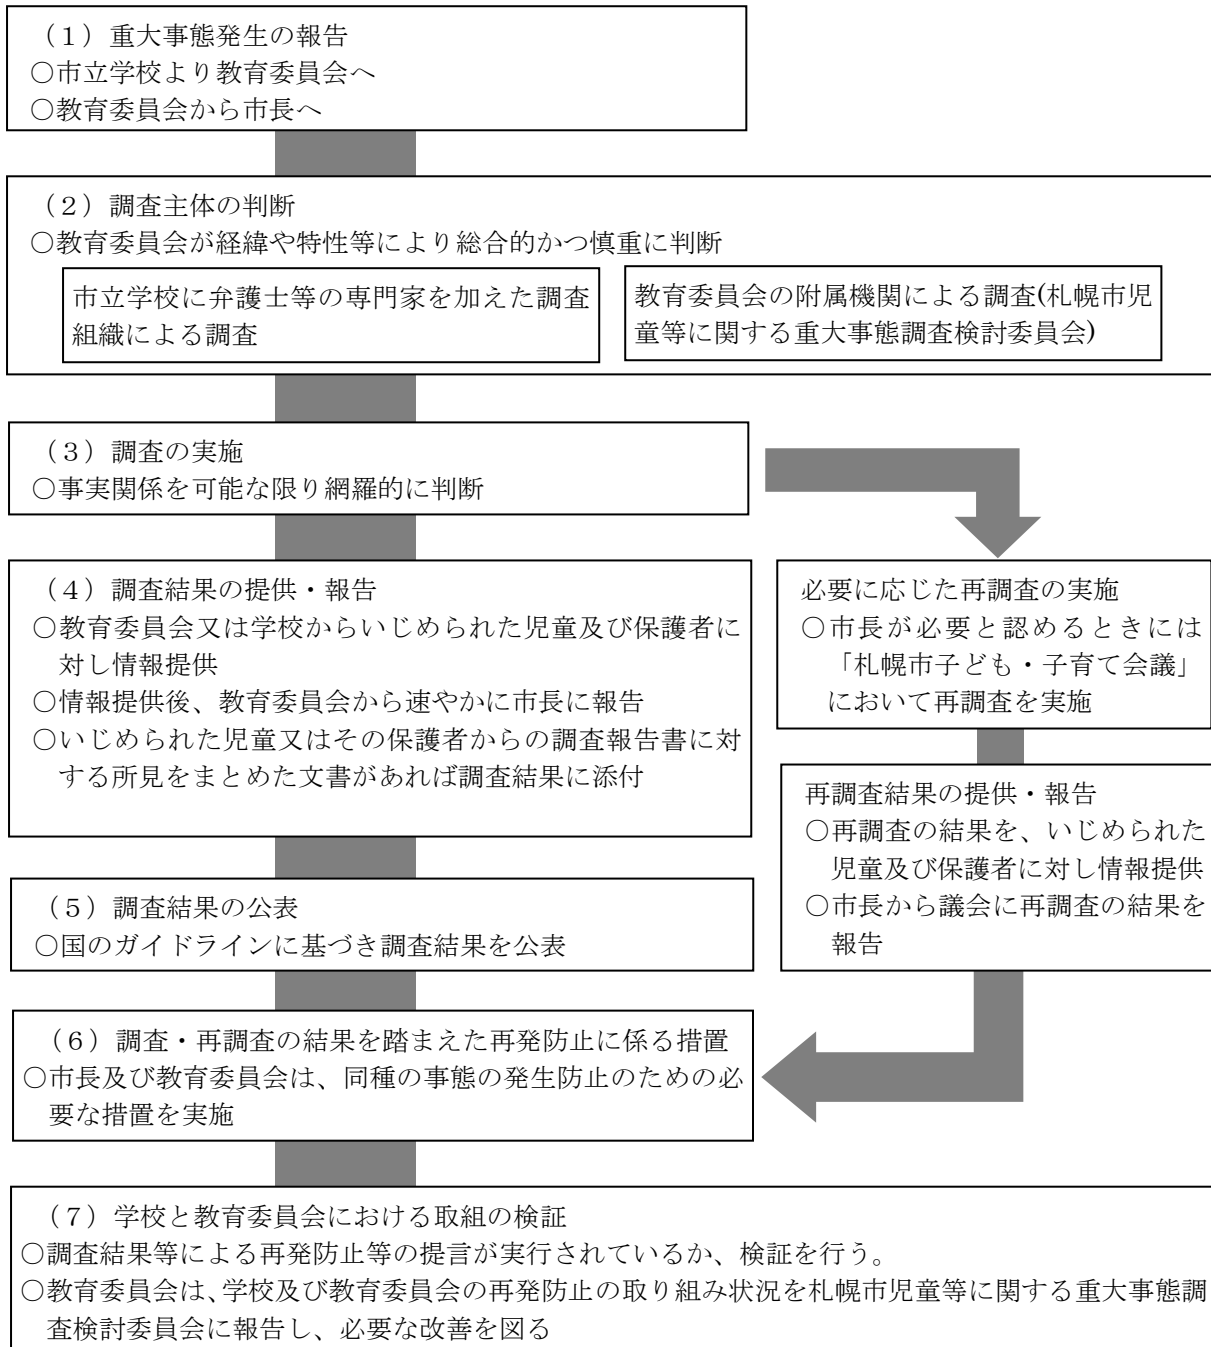 （１）重大事態発生の報告
○市立学校より教育委員会へ
○教育委員会から市長へ
（２）調査主体の判断
○教育委員会が経緯や特性等により総合的かつ慎重に判断
市立学校に弁護士等の専門家を加えた調査
組織による調査
教育委員会の附属機関による調査(札幌市児
童等に関する重大事態調査検討委員会)
（３）調査の実施
○事実関係を可能な限り網羅的に判断
（４）調査結果の提供・報告
○教育委員会又は学校からいじめられた児童及び保護者に
対し情報提供
○情報提供後、教育委員会から速やかに市長に報告
○いじめられた児童又はその保護者からの調査報告書に対
する所見をまとめた文書があれば調査結果に添付
必要に応じた再調査の実施
○市長が必要と認めるときには
「札幌市子ども・子育て会議」
において再調査を実施
再調査結果の提供・報告
○再調査の結果を、いじめられた
児童及び保護者に対し情報提供
○市長から議会に再調査の結果を
報告
（５）調査結果の公表
○国のガイドラインに基づき調査結果を公表
（６）調査・再調査の結果を踏まえた再発防止に係る措置
○市長及び教育委員会は、同種の事態の発生防止のための必
要な措置を実施
（７）学校と教育委員会における取組の検証
○調査結果等による再発防止等の提言が実行されているか、検証を行う。
○教育委員会は、学校及び教育委員会の再発防止の取り組み状況を札幌市児童等に関する重大事態調
査検討委員会に報告し、必要な改善を図る